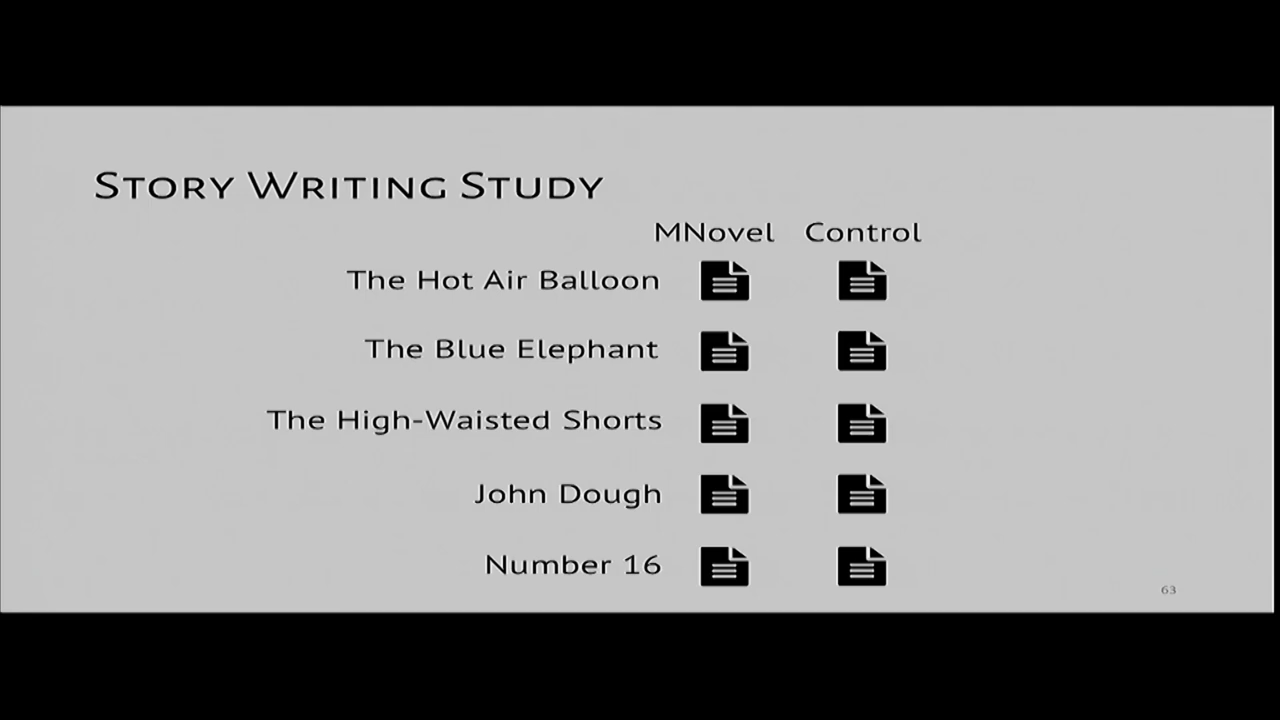 STORY WRITING STUDY
MNovel Control
The Hot Air Balloon
The Blue Elephant
The High-Waisted Shorts
John Dough
Number 16
63